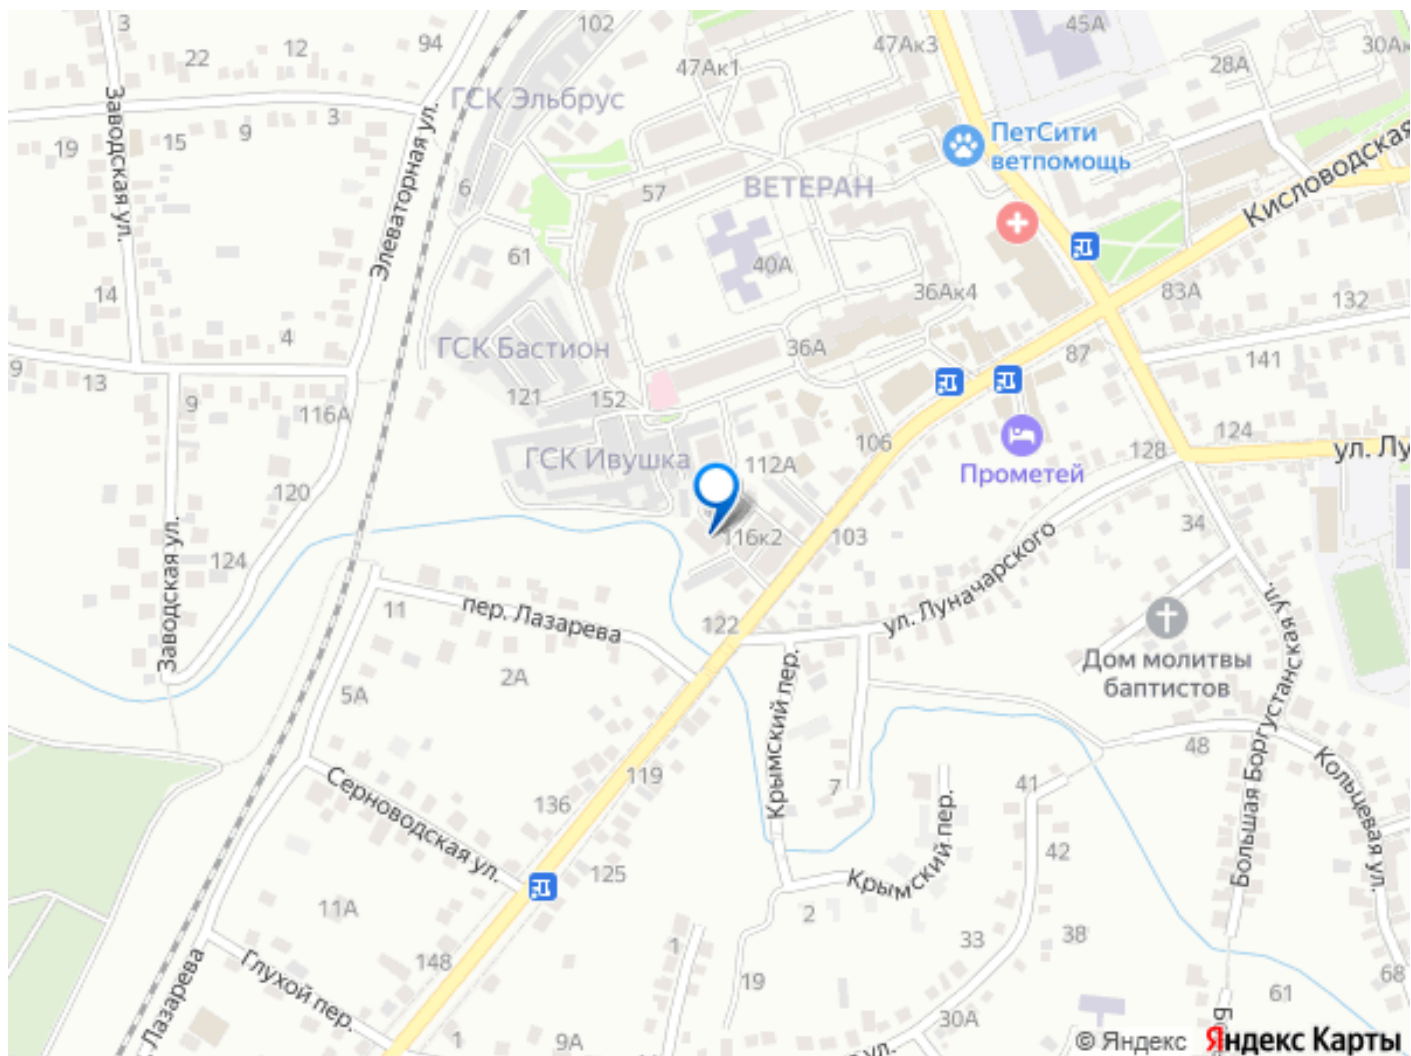 3
12
22
94
102
47Ак3
45А
30Ак
47Ак1
28А
ГСК Эльбрус
Заводская ул.
3
9
15
19
ПетСити
ветпомощь
Элеваторная ул.
6
57
ВЕТЕРАН
Кисловодская
61
40А
14
36Ак4
83А
132
4
ГСК Бастион
36А
87
141
9
13
9
121
152
116А
106
128
124
ул. Лу
ГСК Ивушка
112А
Прометей
120
34
116к2
103
124
Заводская ул.
ул. Луначарского
11
пер. Лазарева
122
Дом молитвы
баптистов
Большая Боргустанская ул.
2А
5А
Крымский пер.
48
119
7
41
Кольцевая ул.
136
Серноводская ул.
125
42
Крымский пер.
11А
2
33
38
1
148
Глухой пер.
19
68
61
Лазарева
30А
1
9А
ул.
© Яндекс
Яндекс Карты